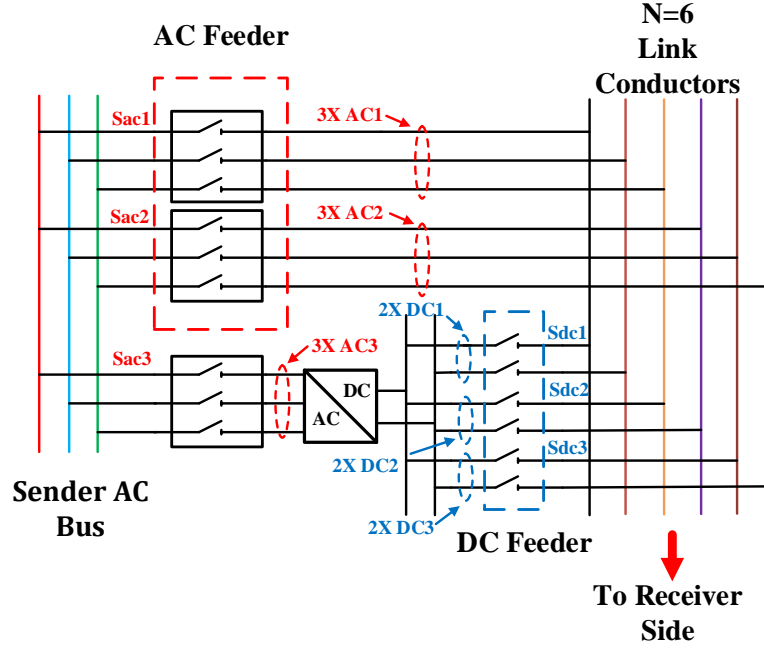 N=6
Link
Conductors
AC Feeder
Sac1
3X AC1
Sac2
3X AC2
2X DC1
Sdc1
Sac3
3X AC3
DC
AC
Sdc2
Sdc3
2X DC2
2X DC3
Sender AC
Bus
DC Feeder
To Receiver
Side